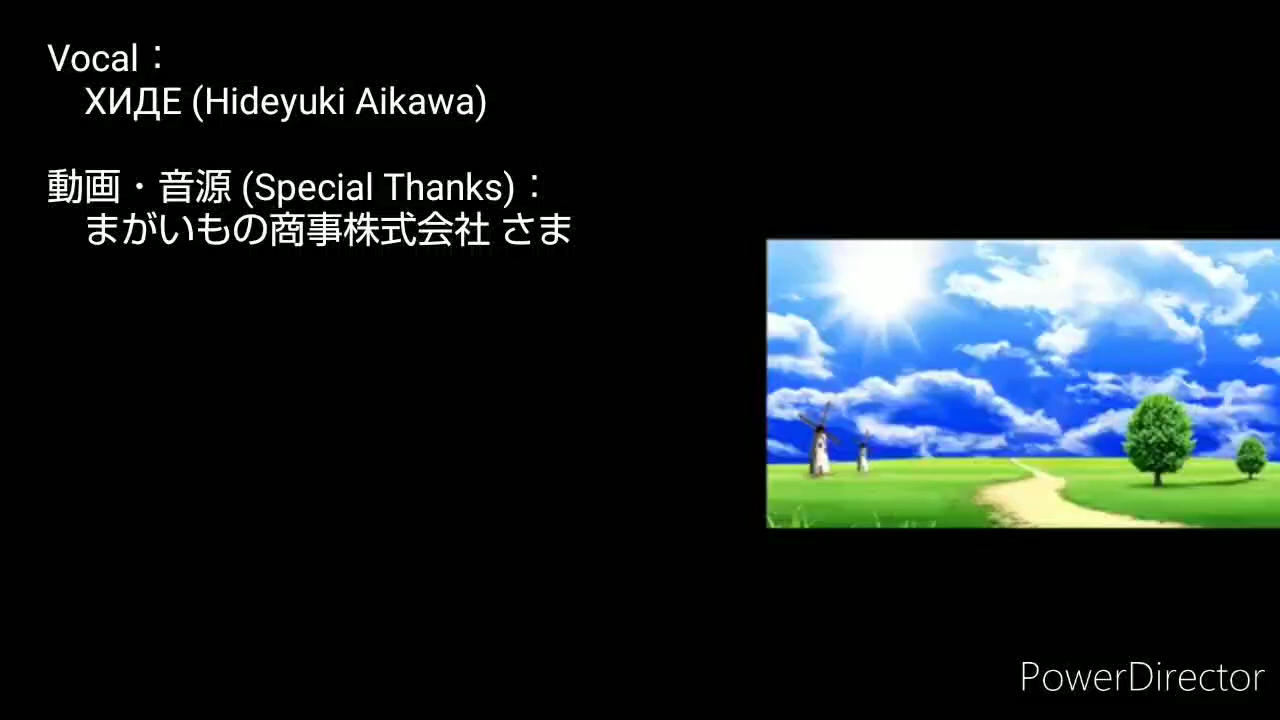 Vocal：
ХИДЕ (Hideyuki Aikawa)
動画・音源 (Special Thanks)：
まがいもの商事株式会社 さま
PowerDirector